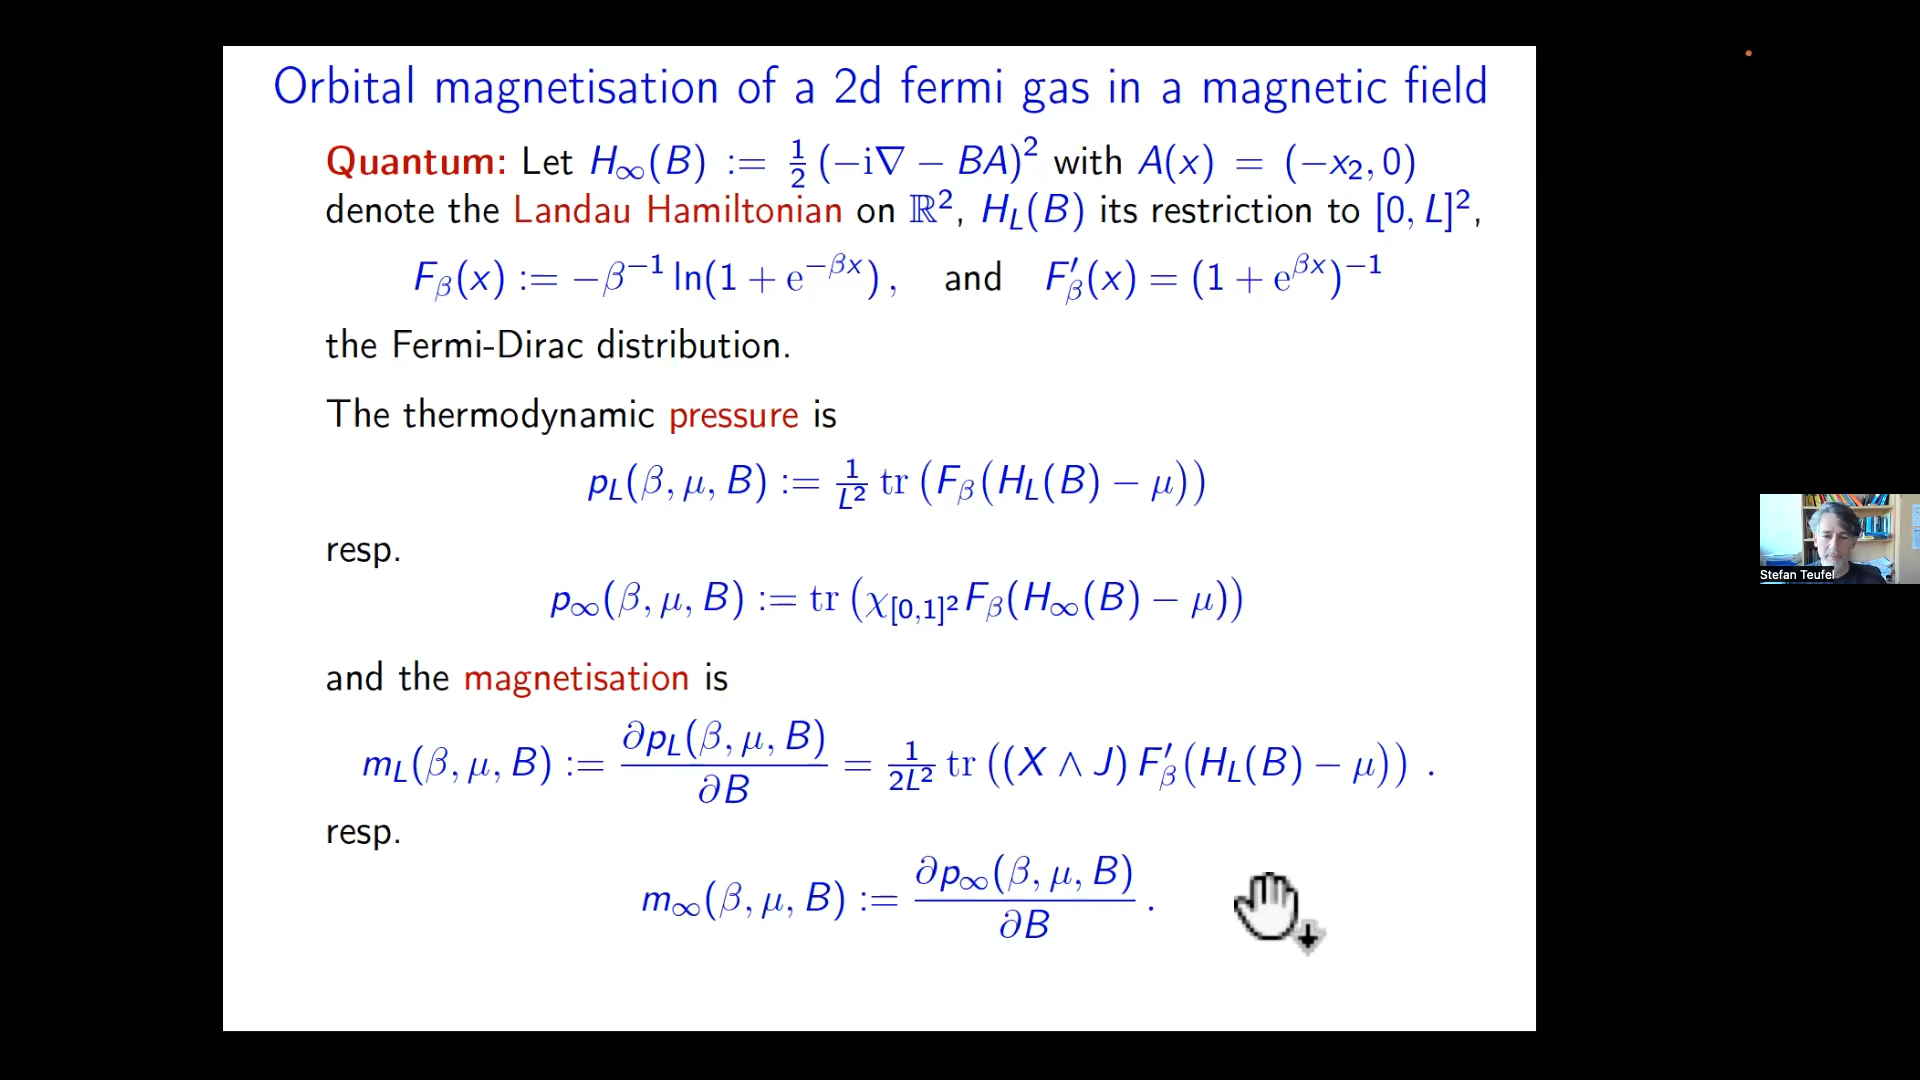 Orbital magnetisation of a 2d fermi gas in a magnetic field
Quantum: Let H_∞(B) := ½ (−i∇ − BA)² with A(x) = (−x₂, 0)
denote the Landau Hamiltonian on ℝ², H_L(B) its restriction to [0, L]²,
F_β(x) := −β⁻¹ ln(1 + e^{−βx}) , and F′_β(x) = (1 + e^{βx})⁻¹
the Fermi-Dirac distribution.
The thermodynamic pressure is
p_L(β, μ, B) := 1/L² tr (F_β(H_L(B) − μ))
resp.
p_∞(β, μ, B) := tr (χ_{[0,1]²} F_β(H_∞(B) − μ))
and the magnetisation is
m_L(β, μ, B) := ∂p_L(β, μ, B)/∂B = 1/2L² tr ((X ∧ J) F′_β(H_L(B) − μ)) .
resp.
m_∞(β, μ, B) := ∂p_∞(β, μ, B)/∂B .
Stefan Teufel